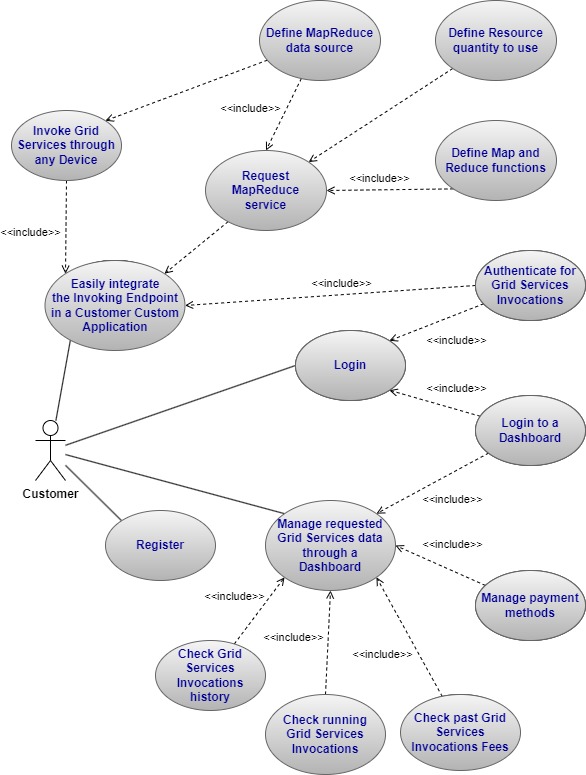 Define MapReduce
data source
Define Resource
quantity to use
<<include>>
Invoke Grid
Services through
any Device
Define Map and
Reduce functions
Request
MapReduce
service
<<include>>
<<include>>
Easily integrate
the Invoking Endpoint
in a Customer Custom
Application
<<include>>
Authenticate for
Grid Services
Invocations
<<include>>
Login
<<include>>
Login to a
Dashboard
Customer
<<include>>
Register
Manage requested
Grid Services data
through a
Dashboard
<<include>>
Manage payment
methods
<<include>>
<<include>>
<<include>>
Check Grid
Services
Invocations
history
Check running
Grid Services
Invocations
Check past Grid
Services
Invocations Fees